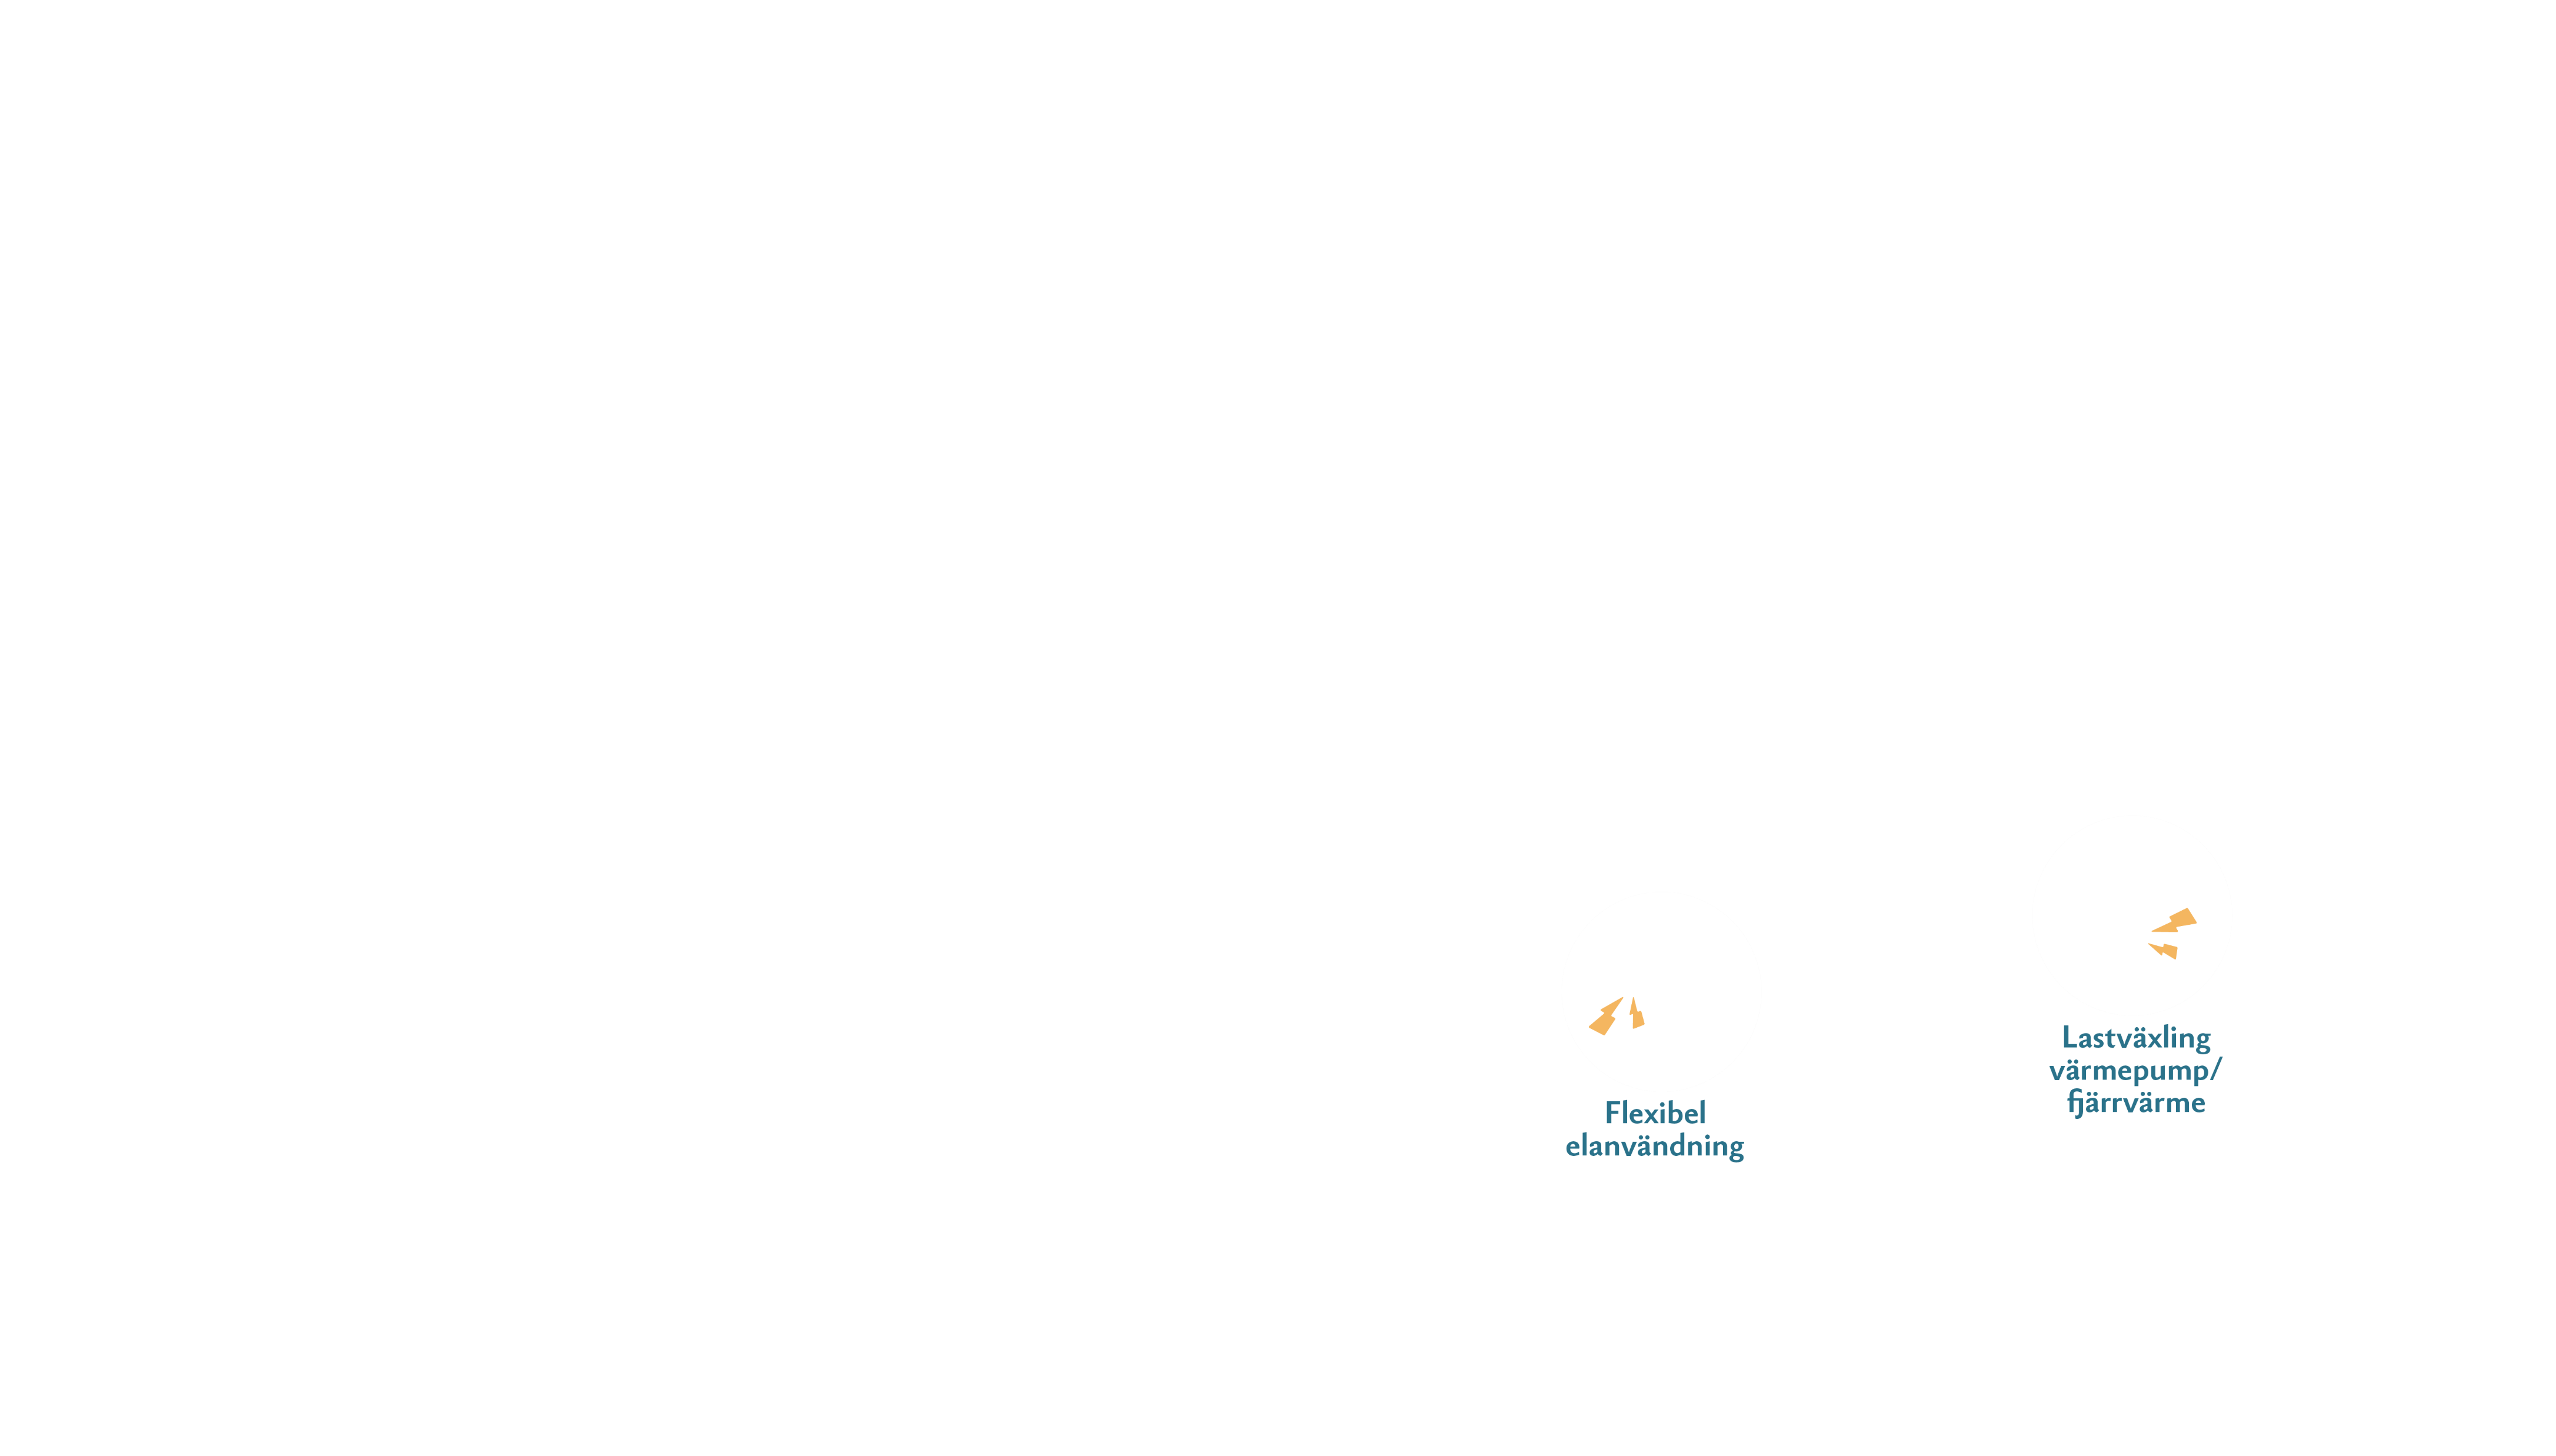 Flexibel
elanvändning
Lastväxling
värmepump/
fjärrvärme